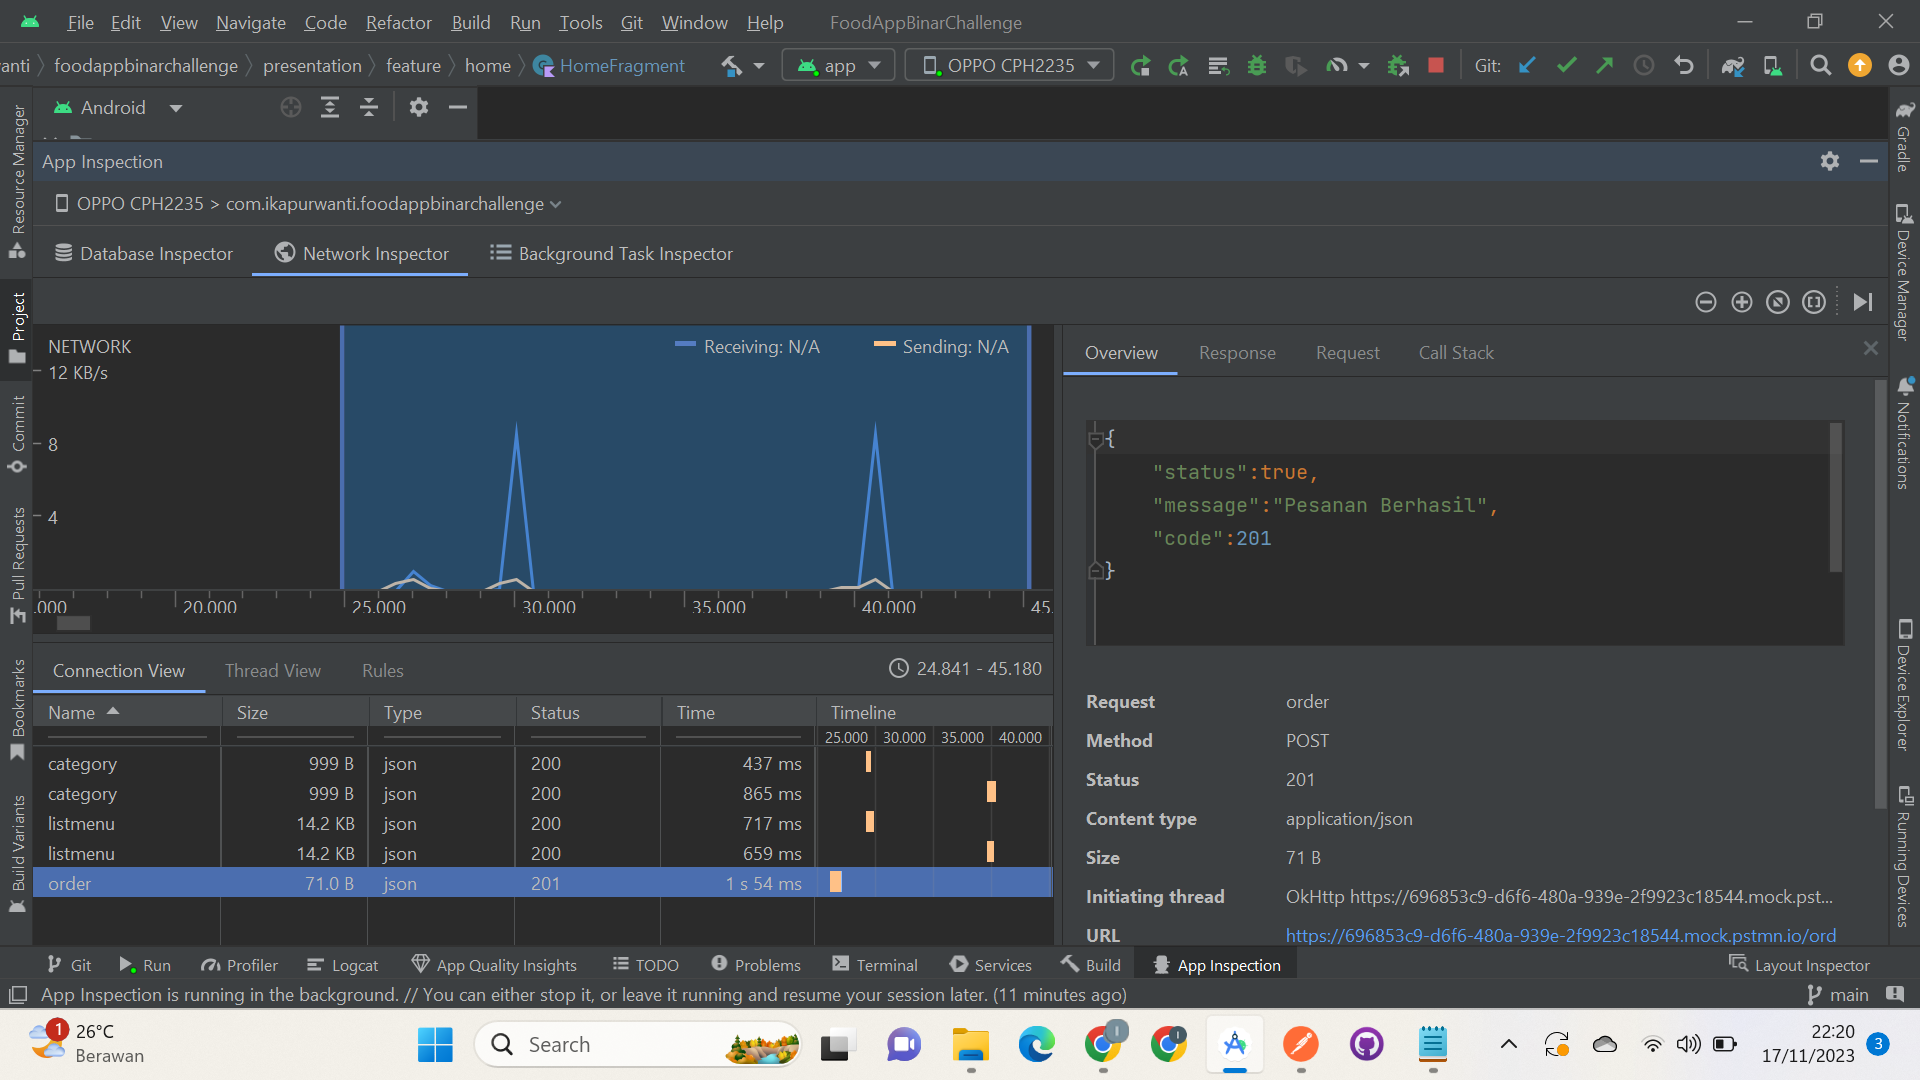 File Edit View Navigate Code Refactor Build Run Tools Git Window Help FoodAppBinarChallenge
anti foodappbinarchallenge presentation feature home HomeFragment app OPPO CPH2235 Git:
Android
App Inspection
OPPO CPH2235 > com.ikapurwanti.foodappbinarchallenge
Database Inspector Network Inspector Background Task Inspector
NETWORK
12 KB/s
8
4
Receiving: N/A Sending: N/A
.000 20.000 25.000 30.000 35.000 40.000 45.
Connection View Thread View Rules 24.841 - 45.180
Name Size Type Status Time Timeline
25.000 30.000 35.000 40.000
category 999 B json 200 437 ms
category 999 B json 200 865 ms
listmenu 14.2 KB json 200 717 ms
listmenu 14.2 KB json 200 659 ms
order 71.0 B json 201 1 s 54 ms
Overview Response Request Call Stack
{
"status":true,
"message":"Pesanan Berhasil",
"code":201
}
Request order
Method POST
Status 201
Content type application/json
Size 71 B
Initiating thread OkHttp https://696853c9-d6f6-480a-939e-2f9923c18544.mock.pst...
URL https://696853c9-d6f6-480a-939e-2f9923c18544.mock.pstmn.io/ord
Resource Manager
Project
Commit
Pull Requests
Bookmarks
Build Variants
Gradle
Device Manager
Notifications
Device Explorer
Running Devices
Git Run Profiler Logcat App Quality Insights TODO Problems Terminal Services Build App Inspection Layout Inspector
App Inspection is running in the background. // You can either stop it, or leave it running and resume your session later. (11 minutes ago) main
1
26°C
Berawan
Search
22:20
17/11/2023
3